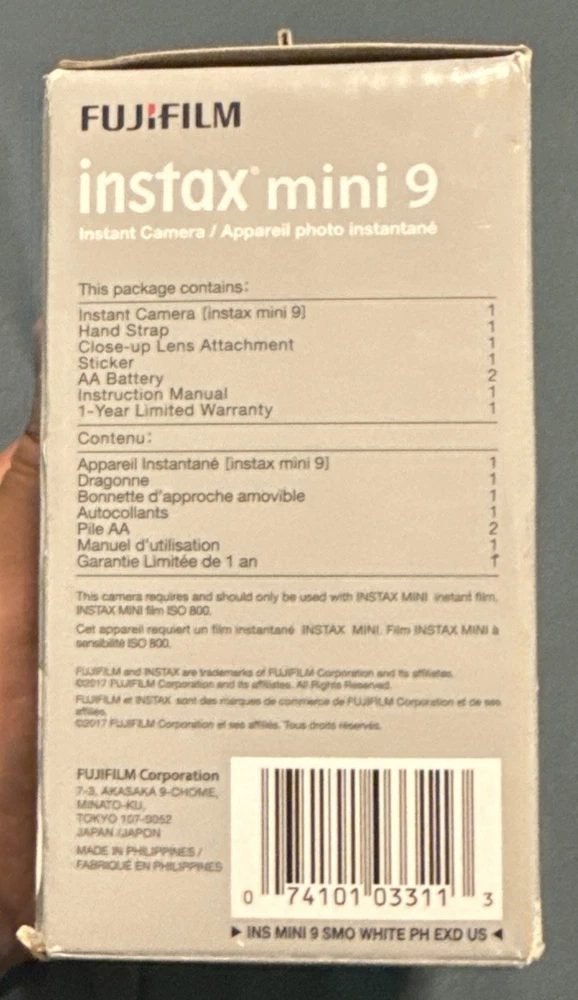 FUJIFILM
instax mini 9
Instant Camera / Appareil photo instantané
This package contains:
Instant Camera [instax mini 9] 1
Hand Strap 1
Close-up Lens Attachment 1
Sticker 1
AA Battery 2
Instruction Manual 1
1-Year Limited Warranty 1
Contenu:
Appareil Instantané [instax mini 9] 1
Dragonne 1
Bonnette d'approche amovible 1
Autocollants 1
Pile AA 2
Manuel d'utilisation 1
Garantie Limitée de 1 an 1
This camera requires and should only be used with INSTAX MINI instant film.
INSTAX MINI film ISO 800.
Cet appareil requiert un film instantané INSTAX MINI. Film INSTAX MINI à
sensibilité ISO 800.
FUJIFILM and INSTAX are trademarks of FUJIFILM Corporation and its affiliates.
©2017 FUJIFILM Corporation and its affiliates. All Rights Reserved.
FUJIFILM et INSTAX sont des marques de commerce de FUJIFILM Corporation et de ses
affiliés.
©2017 FUJIFILM Corporation et ses affiliés. Tous droits réservés.
FUJIFILM Corporation
7-3, AKASAKA 9-CHOME,
MINATO-KU,
TOKYO 107-0052
JAPAN /JAPON
MADE IN PHILIPPINES /
FABRIQUÉ EN PHILIPPINES
0 74101 03311 3
▶ INS MINI 9 SMO WHITE PH EXD US ◀